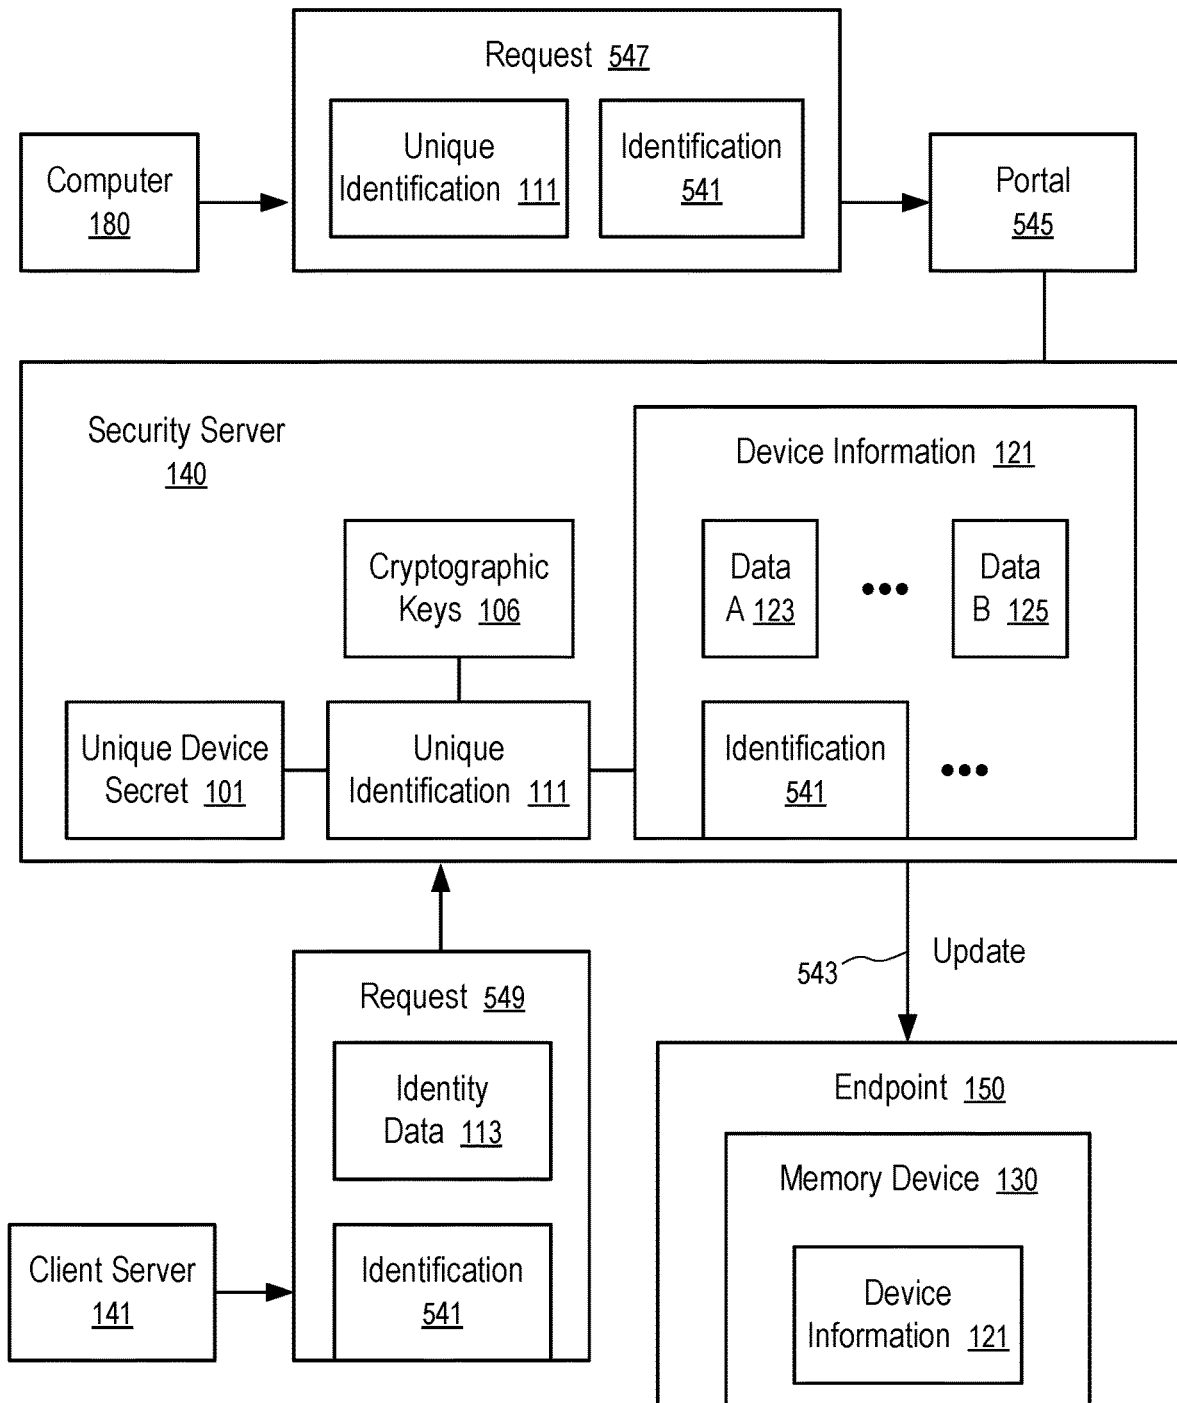 Request 547
Unique
Identification 111
Identification
541
Computer
180
Portal
545
Security Server
140
Device Information 121
Cryptographic
Keys 106
Data
A 123
Data
B 125
Unique Device
Secret 101
Unique
Identification 111
Identification
541
543
Update
Request 549
Identity
Data 113
Identification
541
Client Server
141
Endpoint 150
Memory Device 130
Device
Information 121